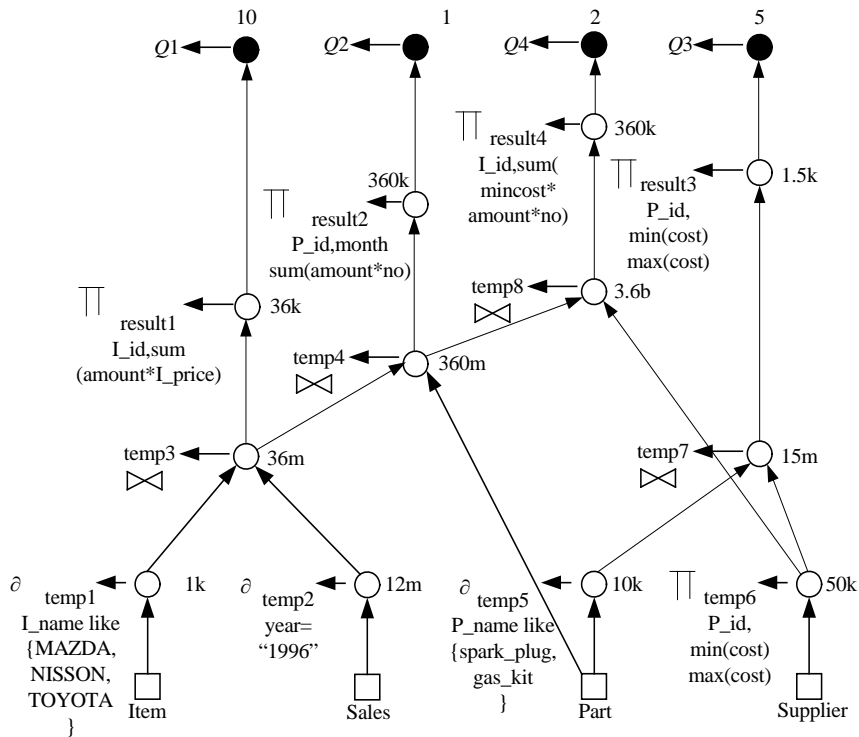 10
1
2
5
Q1
Q2
Q4
Q3
∏
result4
360k
I_id,sum(
mincost*
amount*no)
∏
result3
1.5k
P_id,
min(cost)
max(cost)
∏
360k
result2
P_id,month
sum(amount*no)
∏
result1
36k
I_id,sum
(amount*I_price)
temp8
3.6b
⋈
temp4
360m
⋈
temp3
36m
⋈
temp7
15m
⋈
∂
temp1
1k
I_name like
{MAZDA,
NISSON,
TOYOTA
}
Item
∂
temp2
12m
year=
“1996”
Sales
∂
temp5
10k
P_name like
{spark_plug,
gas_kit
}
Part
∏
temp6
50k
P_id,
min(cost)
max(cost)
Supplier